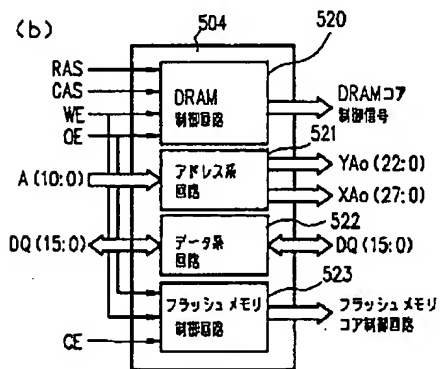 (b)
504
520
RAS
CAS
WE
OE
DRAM
制御回路
DRAMコア
制御信号
521
A(10:0)
アドレス系
回路
YAo(22:0)
XAo(27:0)
522
DQ(15:0)
データ系
回路
DQ(15:0)
523
フラッシュメモリ
制御回路
フラッシュメモリ
コア制御回路
CE